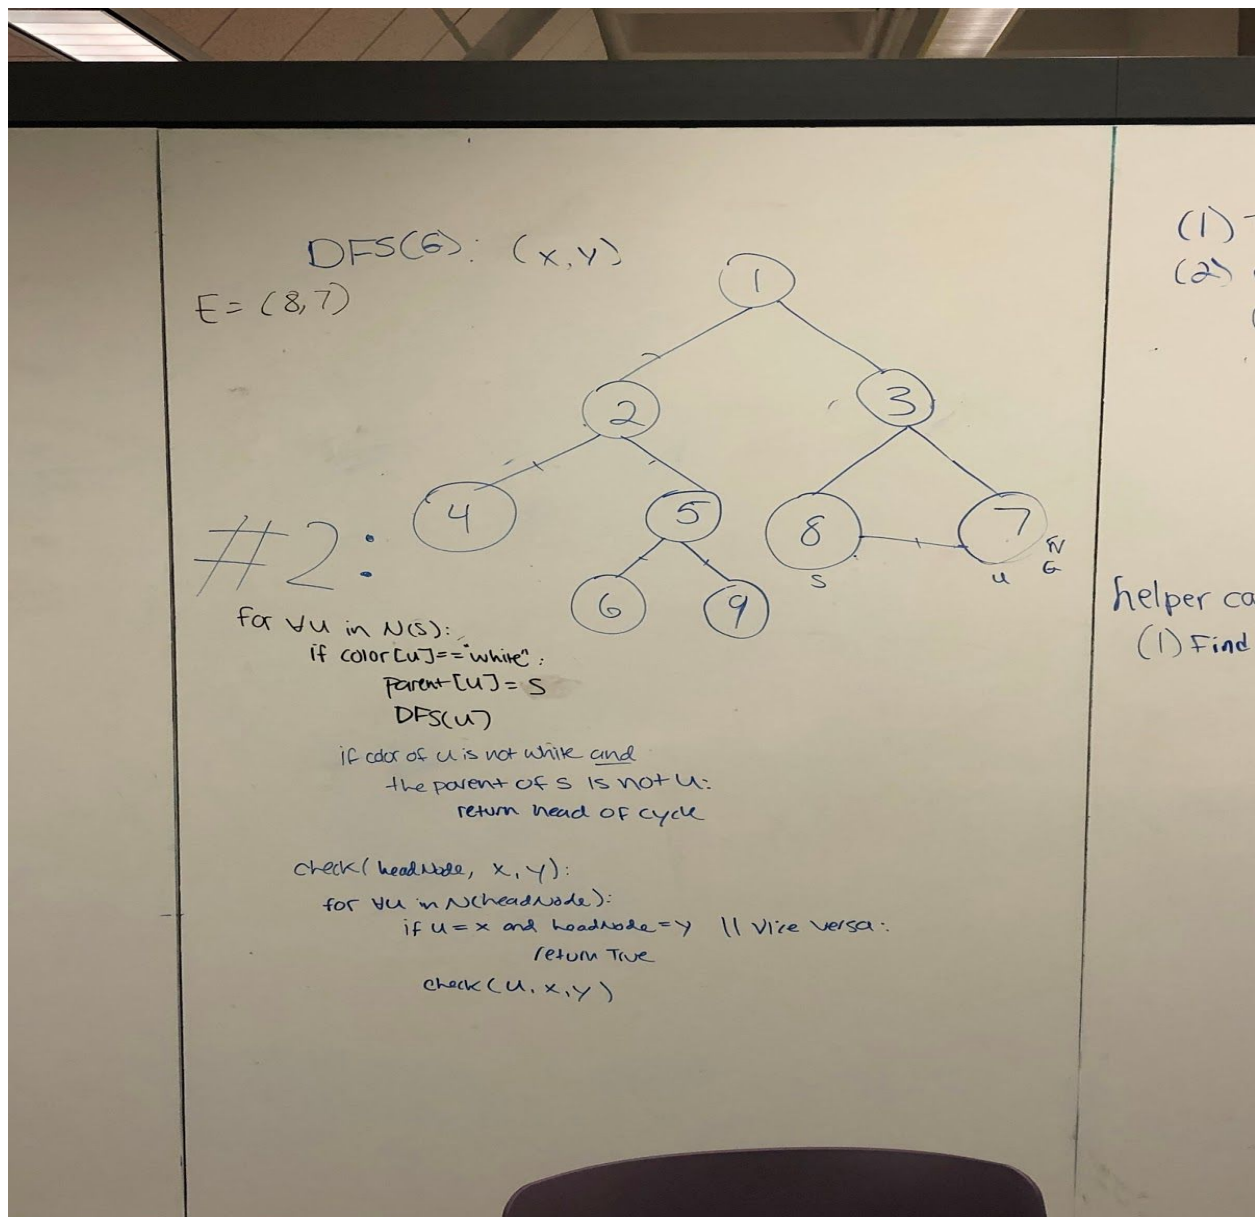 DFS(G): (x,y)
E = (8,7)
1
2
3
4
5
8
7
S
u
G
6
9
#2:
for ∀u in N(S):
if color[u]=="white":
parent[u]=S
DFS(u)
if color of u is not white and
the parent of s is not u:
return head of cycle
check(headNode, x, y):
for ∀u in N(headNode):
if u=x and headNode=y || vice versa:
return True
check(u, x, y)
(1)
(2)
helper
(1) Find